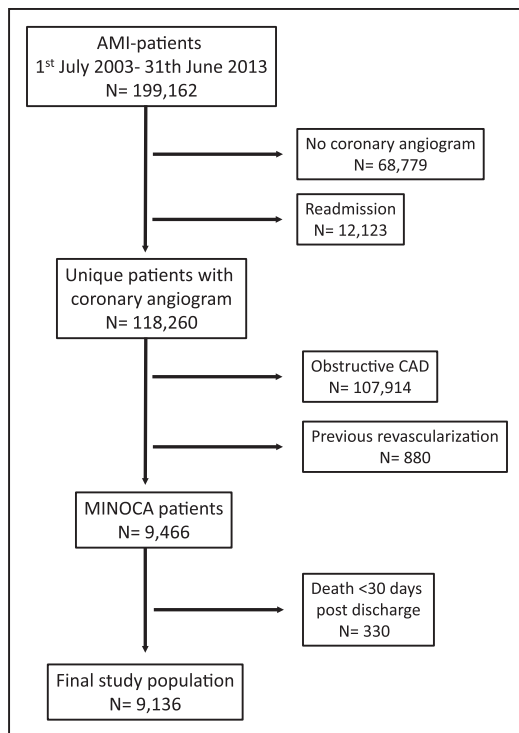 AMI-patients
1st July 2003- 31th June 2013
N= 199,162
No coronary angiogram
N= 68,779
Readmission
N= 12,123
Unique patients with
coronary angiogram
N= 118,260
Obstructive CAD
N= 107,914
Previous revascularization
N= 880
MINOCA patients
N= 9,466
Death <30 days
post discharge
N= 330
Final study population
N= 9,136